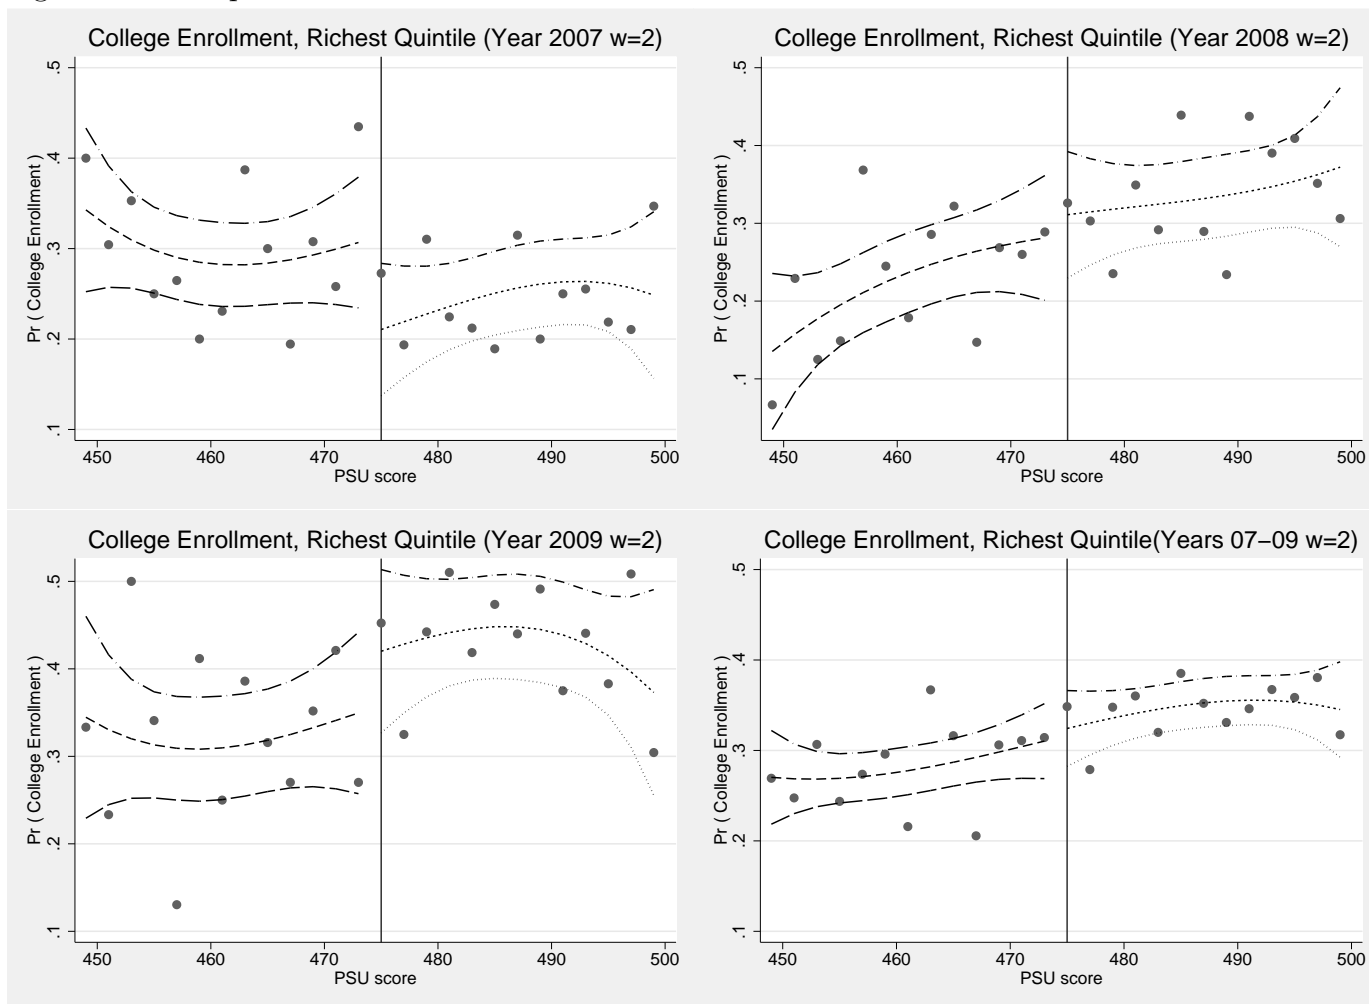 College Enrollment, Richest Quintile (Year 2007 w=2)
Pr ( College Enrollment )
.5
.4
.3
.2
.1
450 460 470 480 490 500
PSU score
College Enrollment, Richest Quintile (Year 2008 w=2)
Pr ( College Enrollment )
.5
.4
.3
.2
.1
450 460 470 480 490 500
PSU score
College Enrollment, Richest Quintile (Year 2009 w=2)
Pr ( College Enrollment )
.5
.4
.3
.2
.1
450 460 470 480 490 500
PSU score
College Enrollment, Richest Quintile(Years 07−09 w=2)
Pr ( College Enrollment )
.5
.4
.3
.2
.1
450 460 470 480 490 500
PSU score